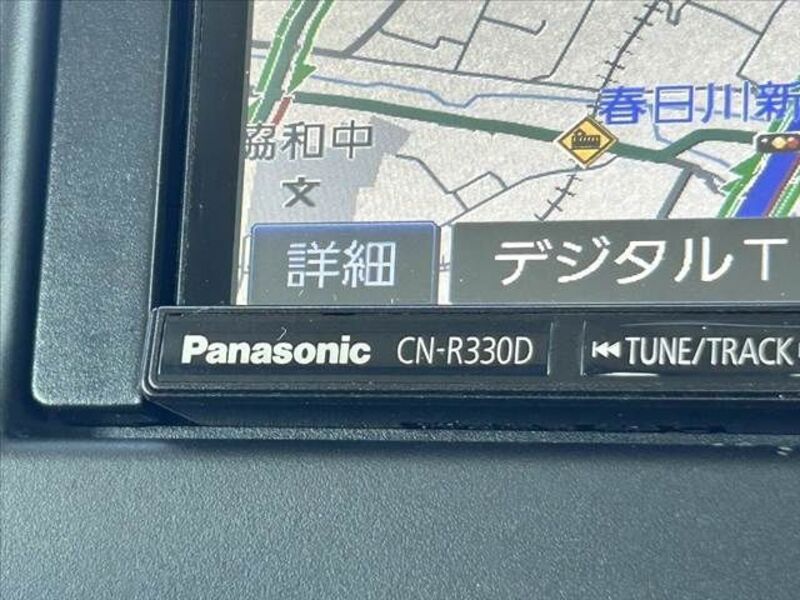 春日川新
協和中
文
詳細 デジタルT
Panasonic CN-R330D TUNE/TRACK